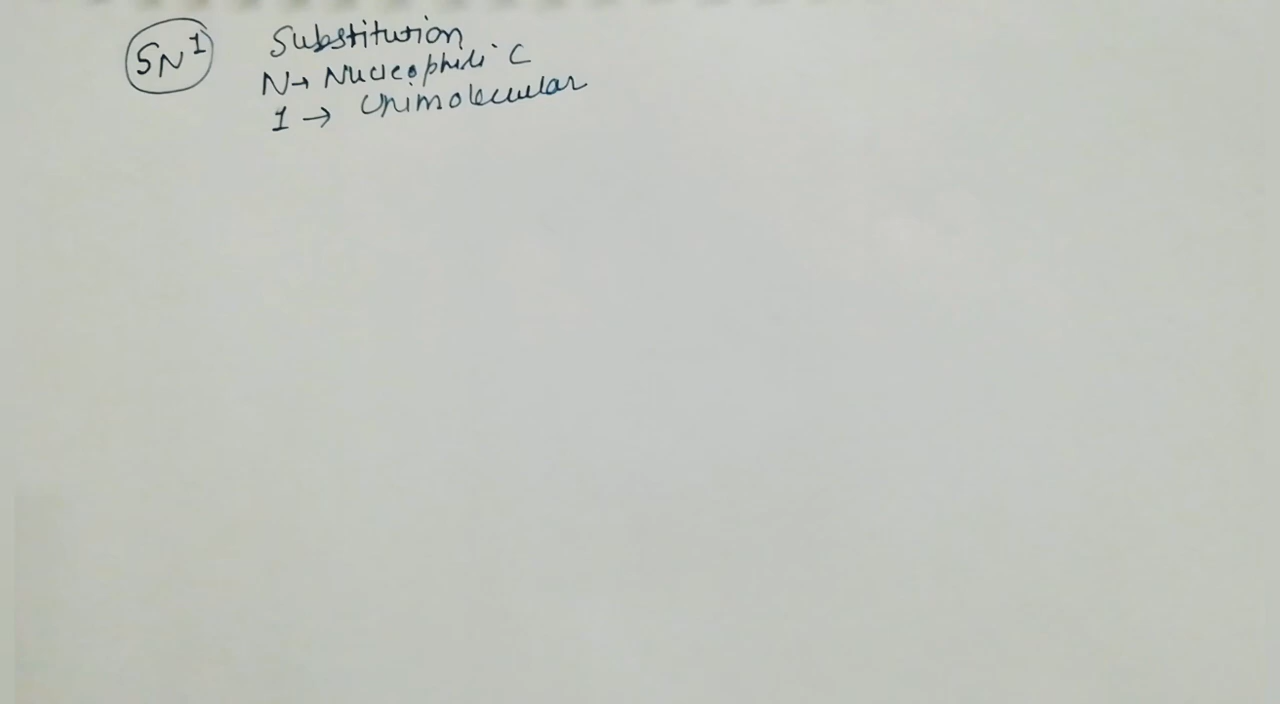 SN1 Substitution
N→ Nucleophilic
1 → Unimolecular